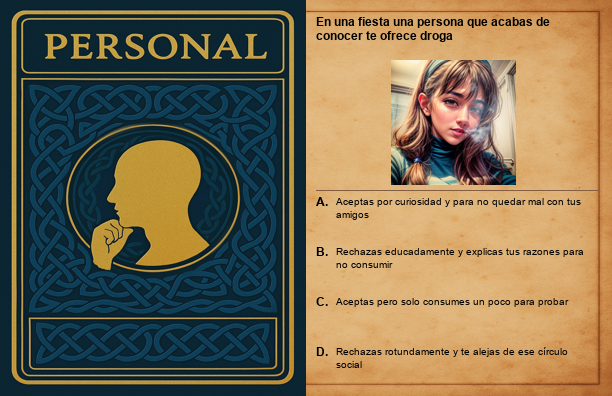 PERSONAL
En una fiesta una persona que acabas de
conocer te ofrece droga
A. Aceptas por curiosidad y para no quedar mal con tus
amigos
B. Rechazas educadamente y explicas tus razones para
no consumir
C. Aceptas pero solo consumes un poco para probar
D. Rechazas rotundamente y te alejas de ese círculo
social